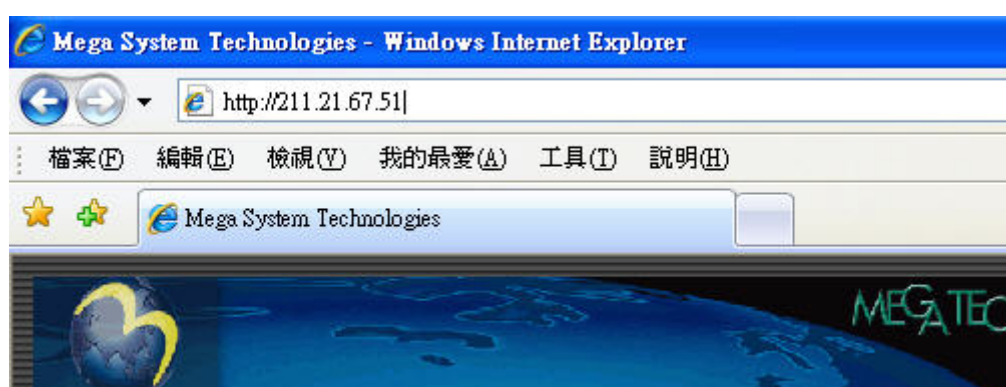 Mega System Technologies - Windows Internet Explorer
http://211.21.67.51
檔案(F) 編輯(E) 檢視(V) 我的最愛(A) 工具(T) 說明(H)
Mega System Technologies
MEGATEC